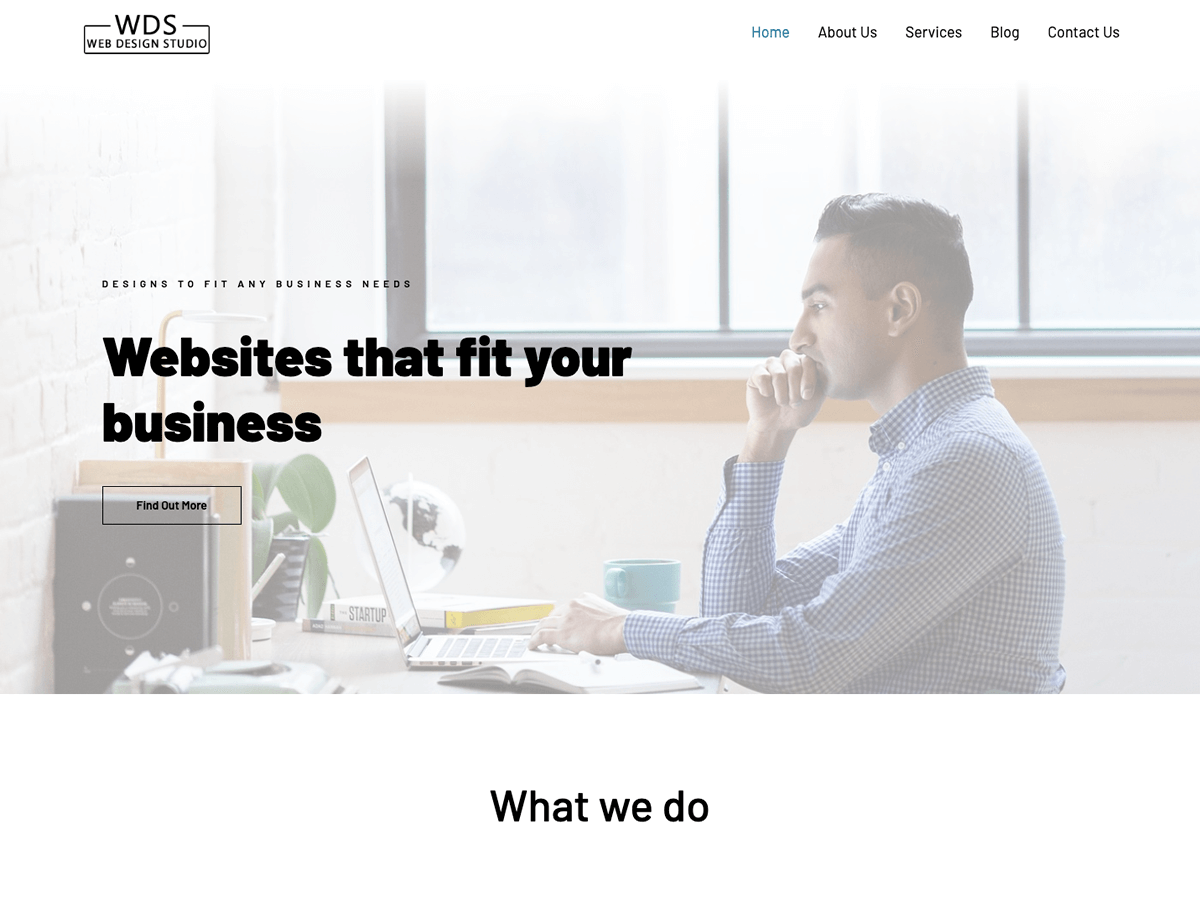 WDS
WEB DESIGN STUDIO
Home
About Us
Services
Blog
Contact Us
DESIGNS TO FIT ANY BUSINESS NEEDS
Websites that fit your
business
Find Out More
STARTUP
What we do